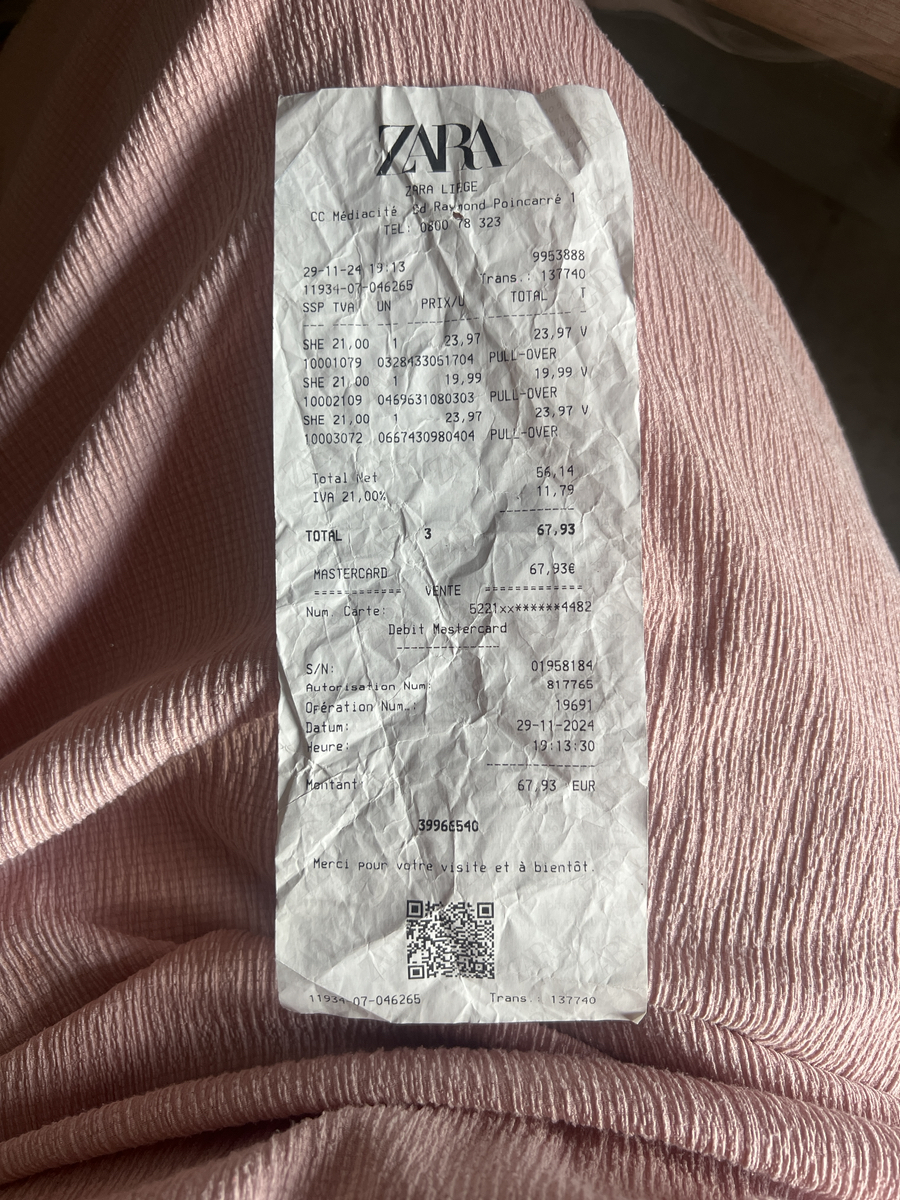 ZARA
ZARA LIEGE
CC Médiacité Bd Raymond Poincarré 1
TEL: 0800 78 323
9953888
29-11-24 19:13
Trans.: 137740
11934-07-046265
SSP TVA UN PRIX/U TOTAL T
SHE 21,00 1 23,97 23,97 V
10001079 0328433051704 PULL-OVER
SHE 21,00 1 19,99 19,99 V
10002109 0469631080303 PULL-OVER
SHE 21,00 1 23,97 23,97 V
10003072 0667430980404 PULL-OVER
Total Net 56,14
IVA 21,00% 11,79
TOTAL 3 67,93
MASTERCARD 67,93€
============ VENTE =============
Num. Carte: 5221xx******4482
Debit Mastercard
S/N: 01958184
Autorisation Num: 817765
Opération Num.: 19691
Datum: 29-11-2024
Heure: 19:13:30
Montant: 67,93 EUR
39966540
Merci pour votre visite et à bientôt.
11934-07-046265 Trans.: 137740